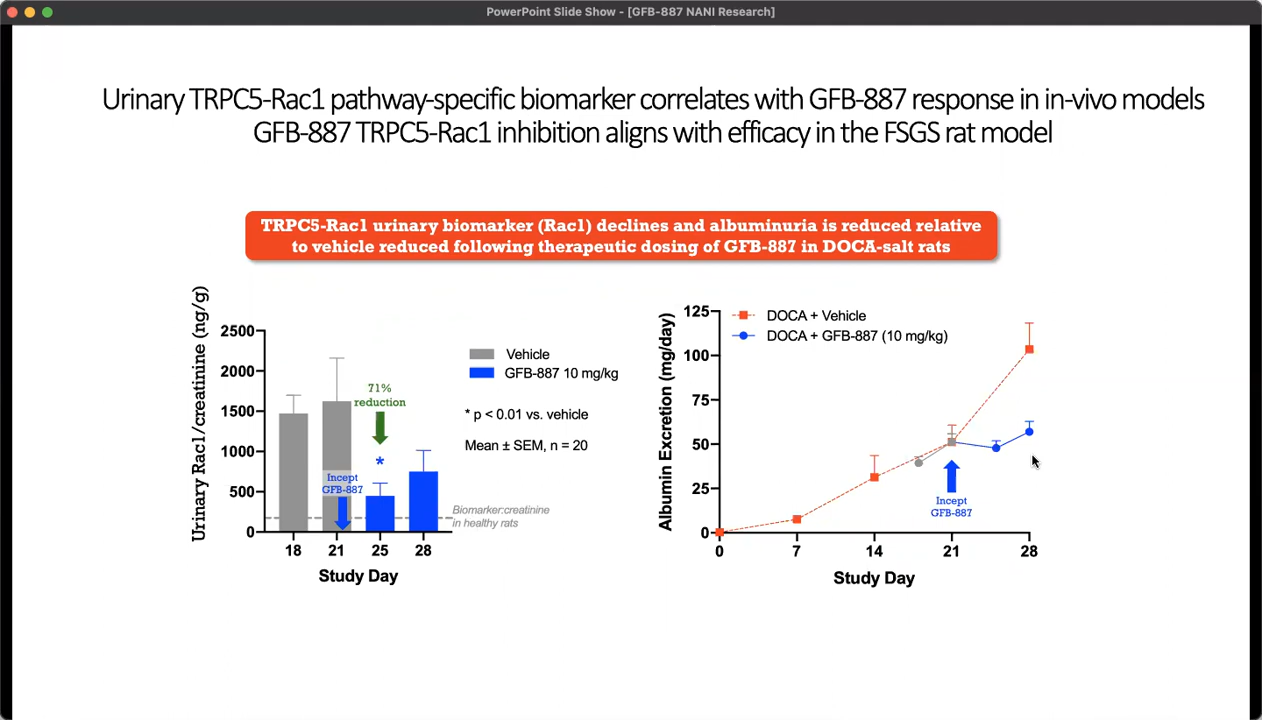 PowerPoint Slide Show - [GFB-887 NANI Research]
Urinary TRPC5-Rac1 pathway-specific biomarker correlates with GFB-887 response in in-vivo models
GFB-887 TRPC5-Rac1 inhibition aligns with efficacy in the FSGS rat model
TRPC5-Rac1 urinary biomarker (Rac1) declines and albuminuria is reduced relative
to vehicle reduced following therapeutic dosing of GFB-887 in DOCA-salt rats
Urinary Rac1/creatinine (ng/g)
2500
2000
1500
1000
500
0
18
21
25
28
Study Day
Incept
GFB-887
71%
reduction
*
Vehicle
GFB-887 10 mg/kg
* p < 0.01 vs. vehicle
Mean ± SEM, n = 20
Biomarker:creatinine
in healthy rats
Albumin Excretion (mg/day)
125
100
75
50
25
0
0
7
14
21
28
Study Day
DOCA + Vehicle
DOCA + GFB-887 (10 mg/kg)
Incept
GFB-887